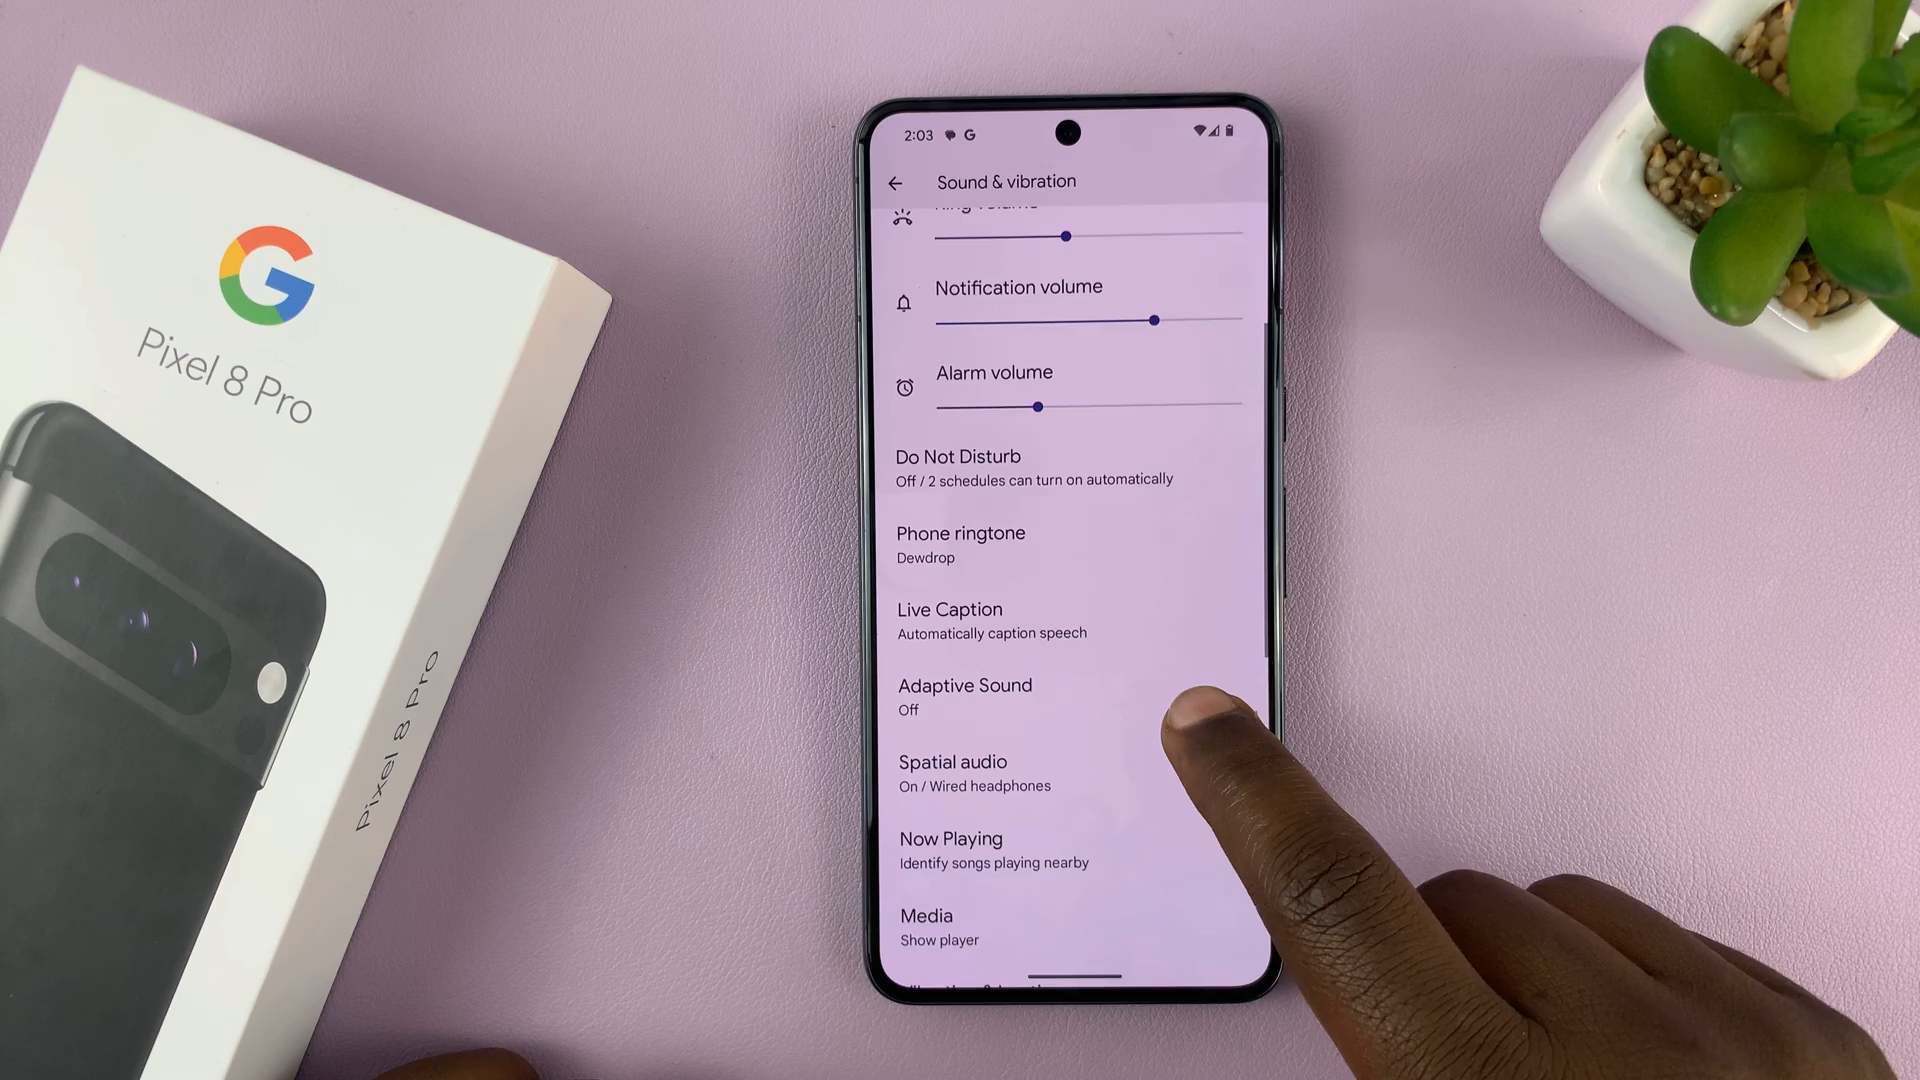 Pixel 8 Pro
Pixel 8 Pro
2:03 G
Sound & vibration
Ring volume
Notification volume
Alarm volume
Do Not Disturb
Off / 2 schedules can turn on automatically
Phone ringtone
Dewdrop
Live Caption
Automatically caption speech
Adaptive Sound
Off
Spatial audio
On / Wired headphones
Now Playing
Identify songs playing nearby
Media
Show player